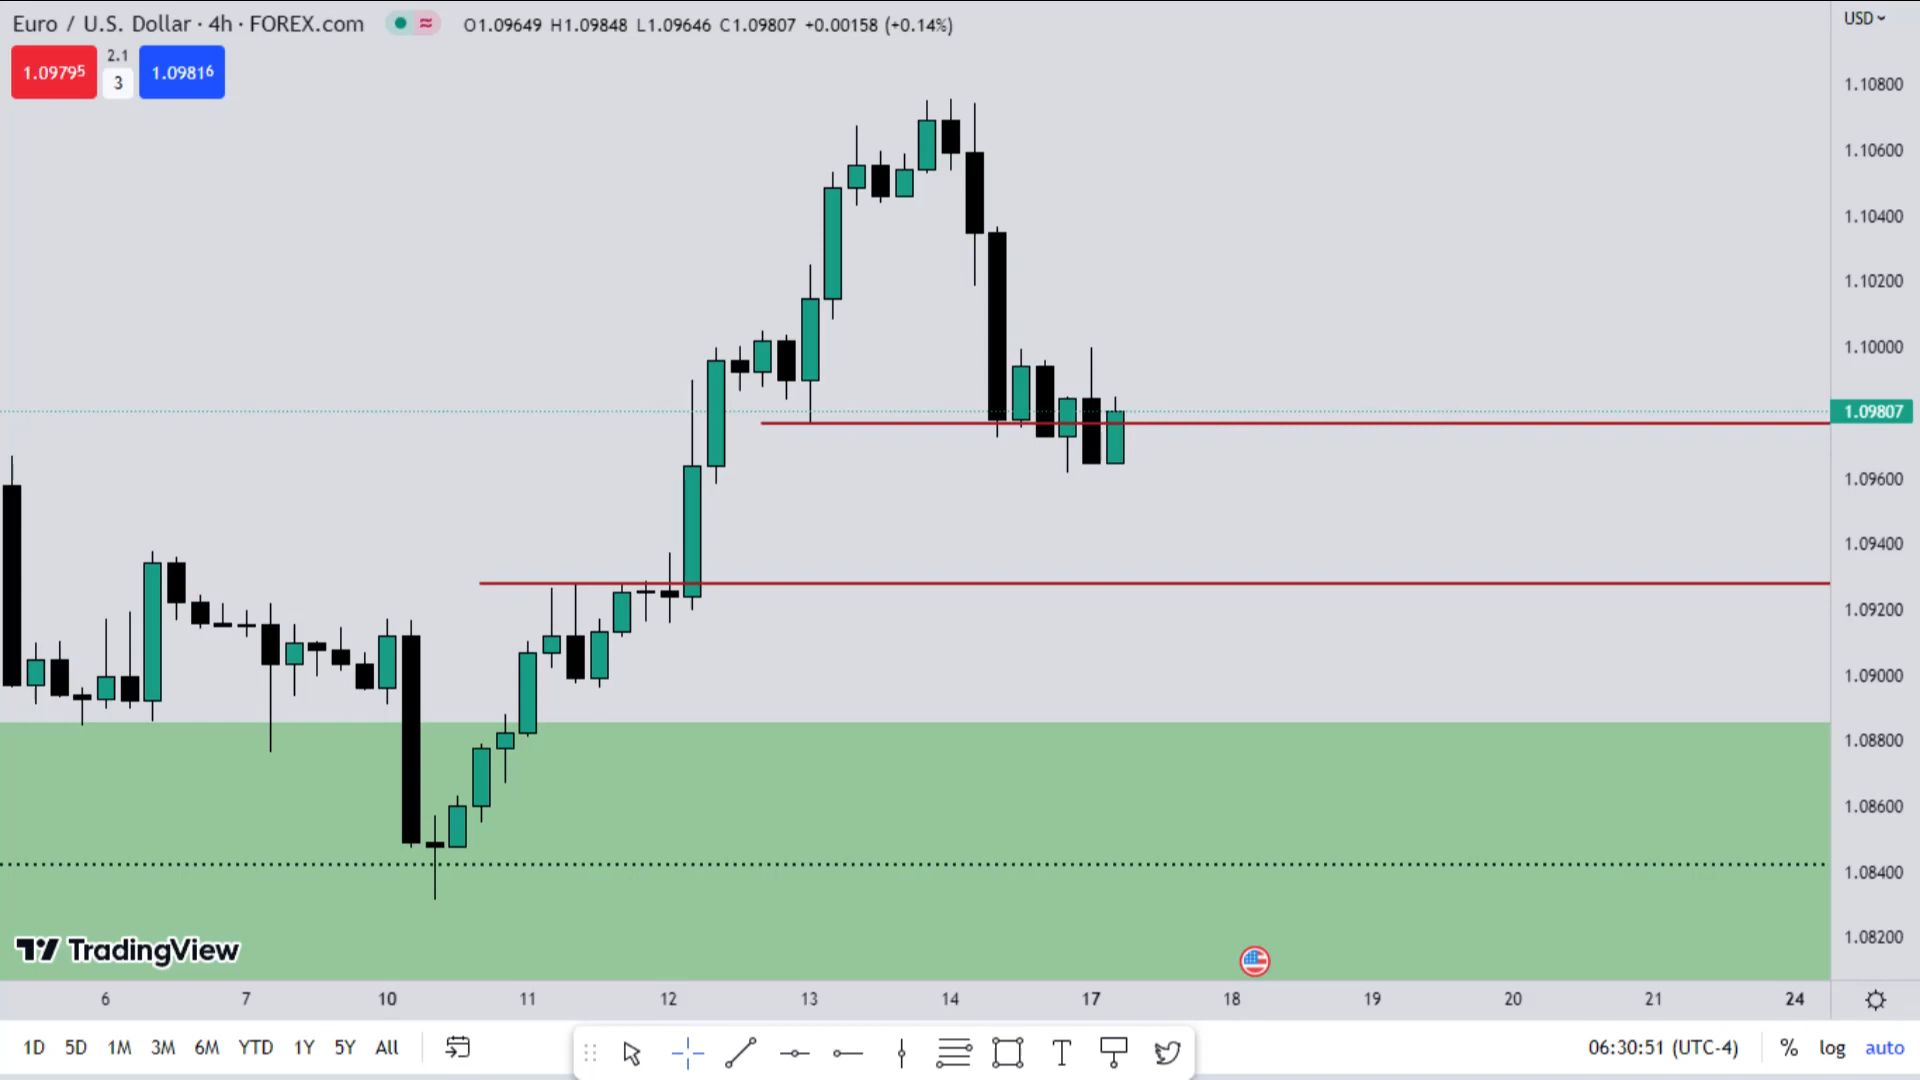 Euro / U.S. Dollar · 4h · FOREX.com
≈
O1.09649 H1.09848 L1.09646 C1.09807 +0.00158 (+0.14%)
USD
1.09795
2.1
3
1.09816
1.10800
1.10600
1.10400
1.10200
1.10000
1.09807
1.09600
1.09400
1.09200
1.09000
1.08800
1.08600
1.08400
1.08200
TradingView
6 7 10 11 12 13 14 17 18 19 20 21 24
1D 5D 1M 3M 6M YTD 1Y 5Y All
T
06:30:51 (UTC-4) % log auto